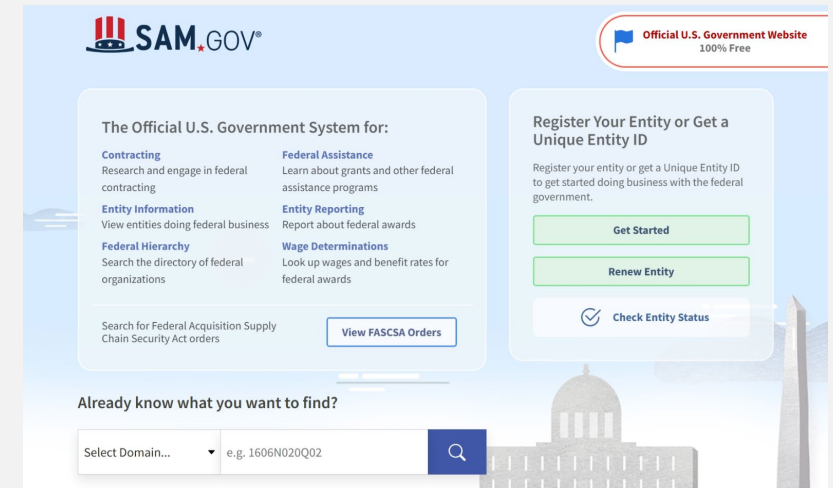 SAM.GOV®
Official U.S. Government Website
100% Free
The Official U.S. Government System for:
Contracting
Research and engage in federal
contracting
Federal Assistance
Learn about grants and other federal
assistance programs
Entity Information
View entities doing federal business
Entity Reporting
Report about federal awards
Federal Hierarchy
Search the directory of federal
organizations
Wage Determinations
Look up wages and benefit rates for
federal awards
Search for Federal Acquisition Supply
Chain Security Act orders
View FASCSA Orders
Register Your Entity or Get a
Unique Entity ID
Register your entity or get a Unique Entity ID
to get started doing business with the federal
government.
Get Started
Renew Entity
Check Entity Status
Already know what you want to find?
Select Domain...
e.g. 1606N020Q02